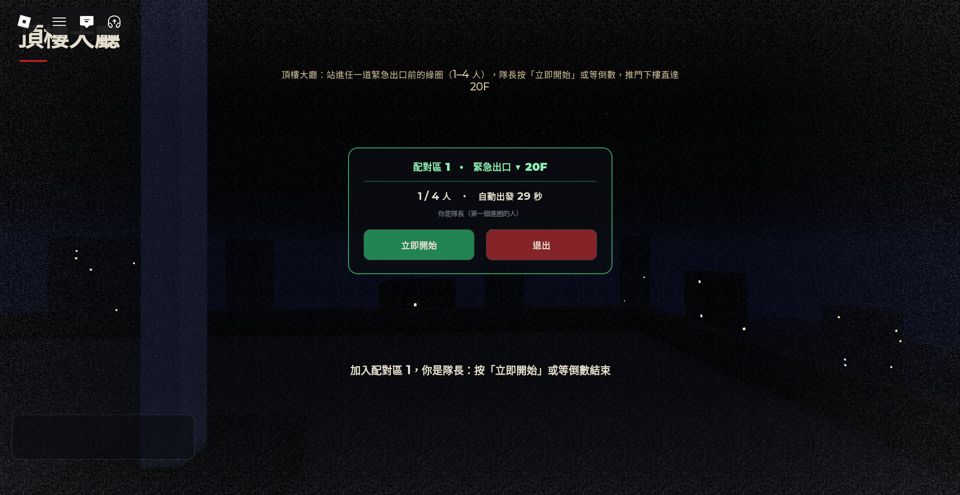 頂樓大廳
頂樓大廳：站進任一道緊急出口前的綠圈（1–4 人），隊長按「立即開始」或等倒數，推門下樓直達
20F
配對區 1 • 緊急出口 ▼ 20F
1 / 4 人 • 自動出發 29 秒
你是隊長（第一個進圈的人）
立即開始
退出
加入配對區 1，你是隊長：按「立即開始」或等倒數結束